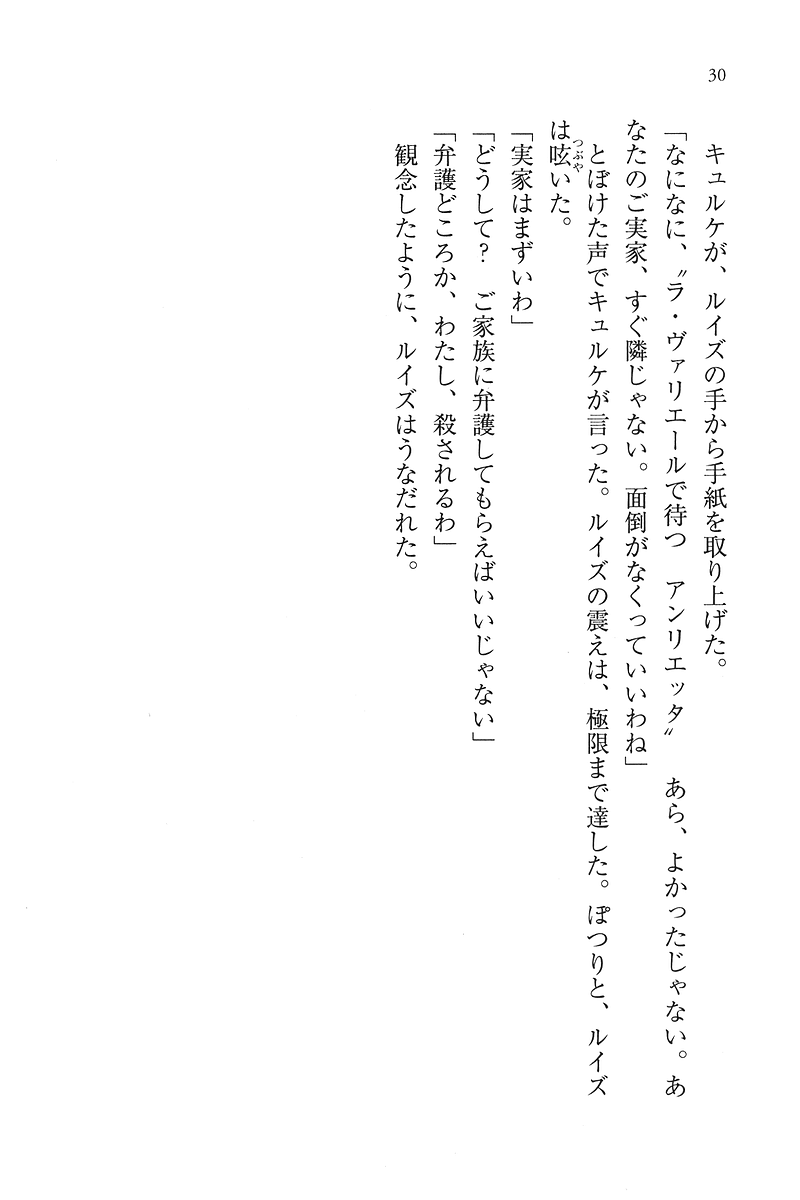 30
キュルケが、ルイズの手から手紙を取り上げた。
「なになに、〝ラ・ヴァリエールで待つ　アンリエッタ〟　あら、よかったじゃない。あ
なたのご実家、すぐ隣じゃない。面倒がなくっていいわね」
とぼけた声でキュルケが言った。ルイズの震えは、極限まで達した。ぽつりと、ルイズ
は呟いた。
つぶや
「実家はまずいわ」
「どうして？　ご家族に弁護してもらえばいいじゃない」
「弁護どころか、わたし、殺されるわ」
観念したように、ルイズはうなだれた。